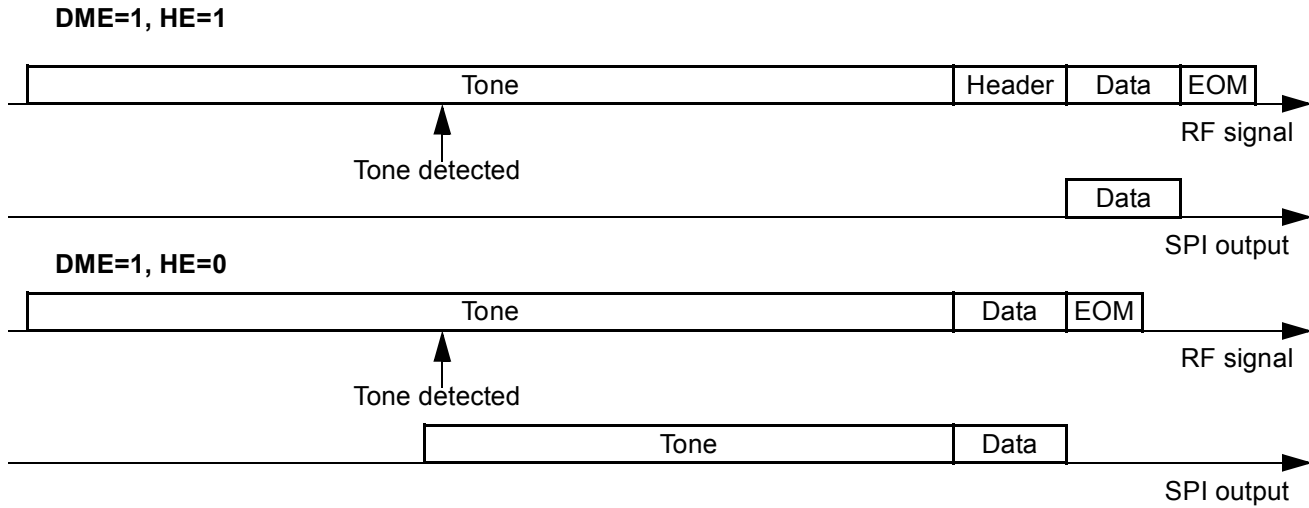 DME=1, HE=1
Tone Header Data EOM
RF signal
Tone detected
Data
SPI output
DME=1, HE=0
Tone Data EOM
RF signal
Tone detected
Tone Data
SPI output